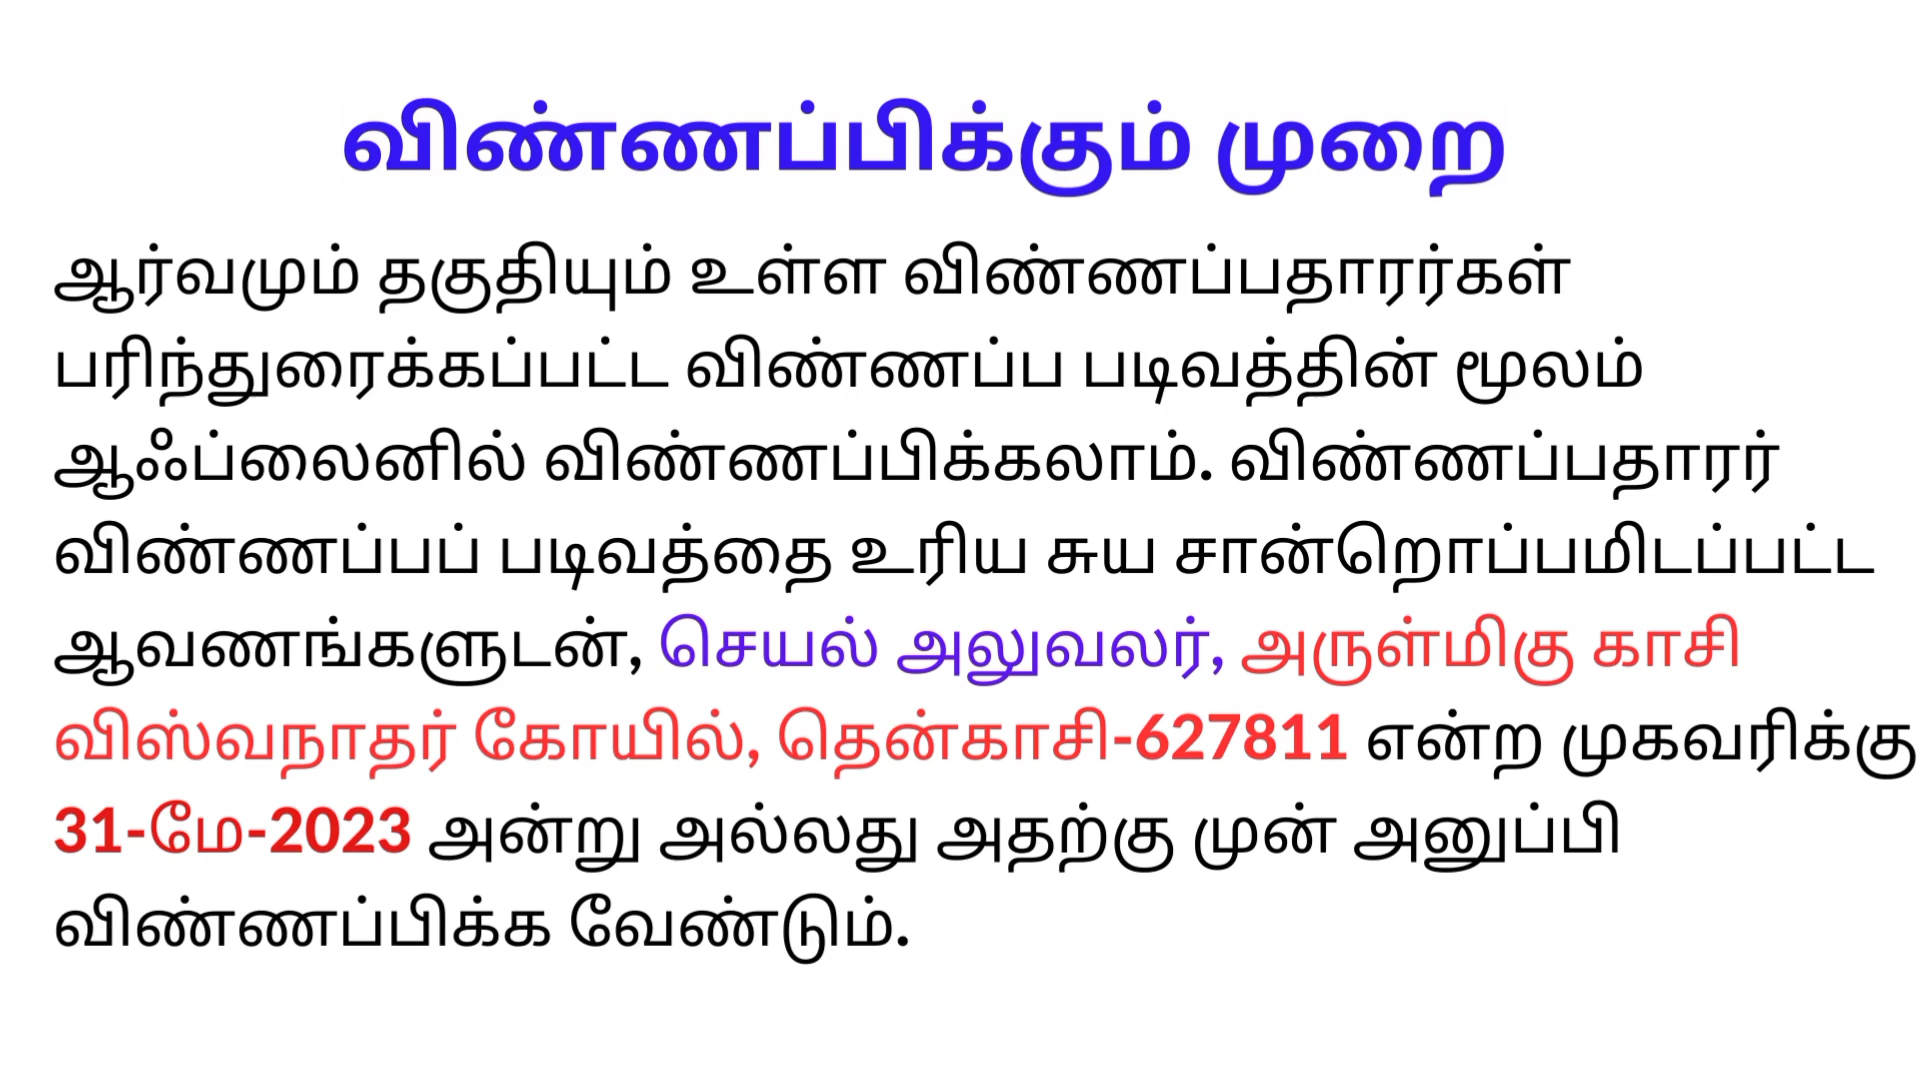 விண்ணப்பிக்கும் முறை
ஆர்வமும் தகுதியும் உள்ள விண்ணப்பதாரர்கள்
பரிந்துரைக்கப்பட்ட விண்ணப்ப படிவத்தின் மூலம்
ஆஃப்லைனில் விண்ணப்பிக்கலாம். விண்ணப்பதாரர்
விண்ணப்பப் படிவத்தை உரிய சுய சான்றொப்பமிடப்பட்ட
ஆவணங்களுடன், செயல் அலுவலர், அருள்மிகு காசி
விஸ்வநாதர் கோயில், தென்காசி-627811 என்ற முகவரிக்கு
31-மே-2023 அன்று அல்லது அதற்கு முன் அனுப்பி
விண்ணப்பிக்க வேண்டும்.